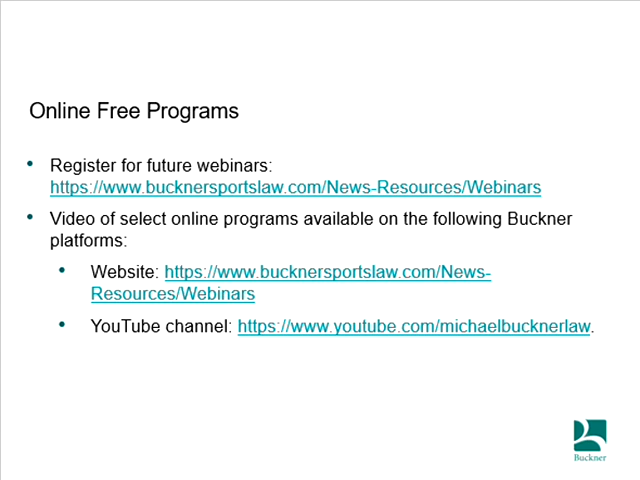 Online Free Programs
• Register for future webinars:
https://www.bucknersportslaw.com/News-Resources/Webinars
• Video of select online programs available on the following Buckner
platforms:
• Website: https://www.bucknersportslaw.com/News-
Resources/Webinars
• YouTube channel: https://www.youtube.com/michaelbucknerlaw.
Buckner